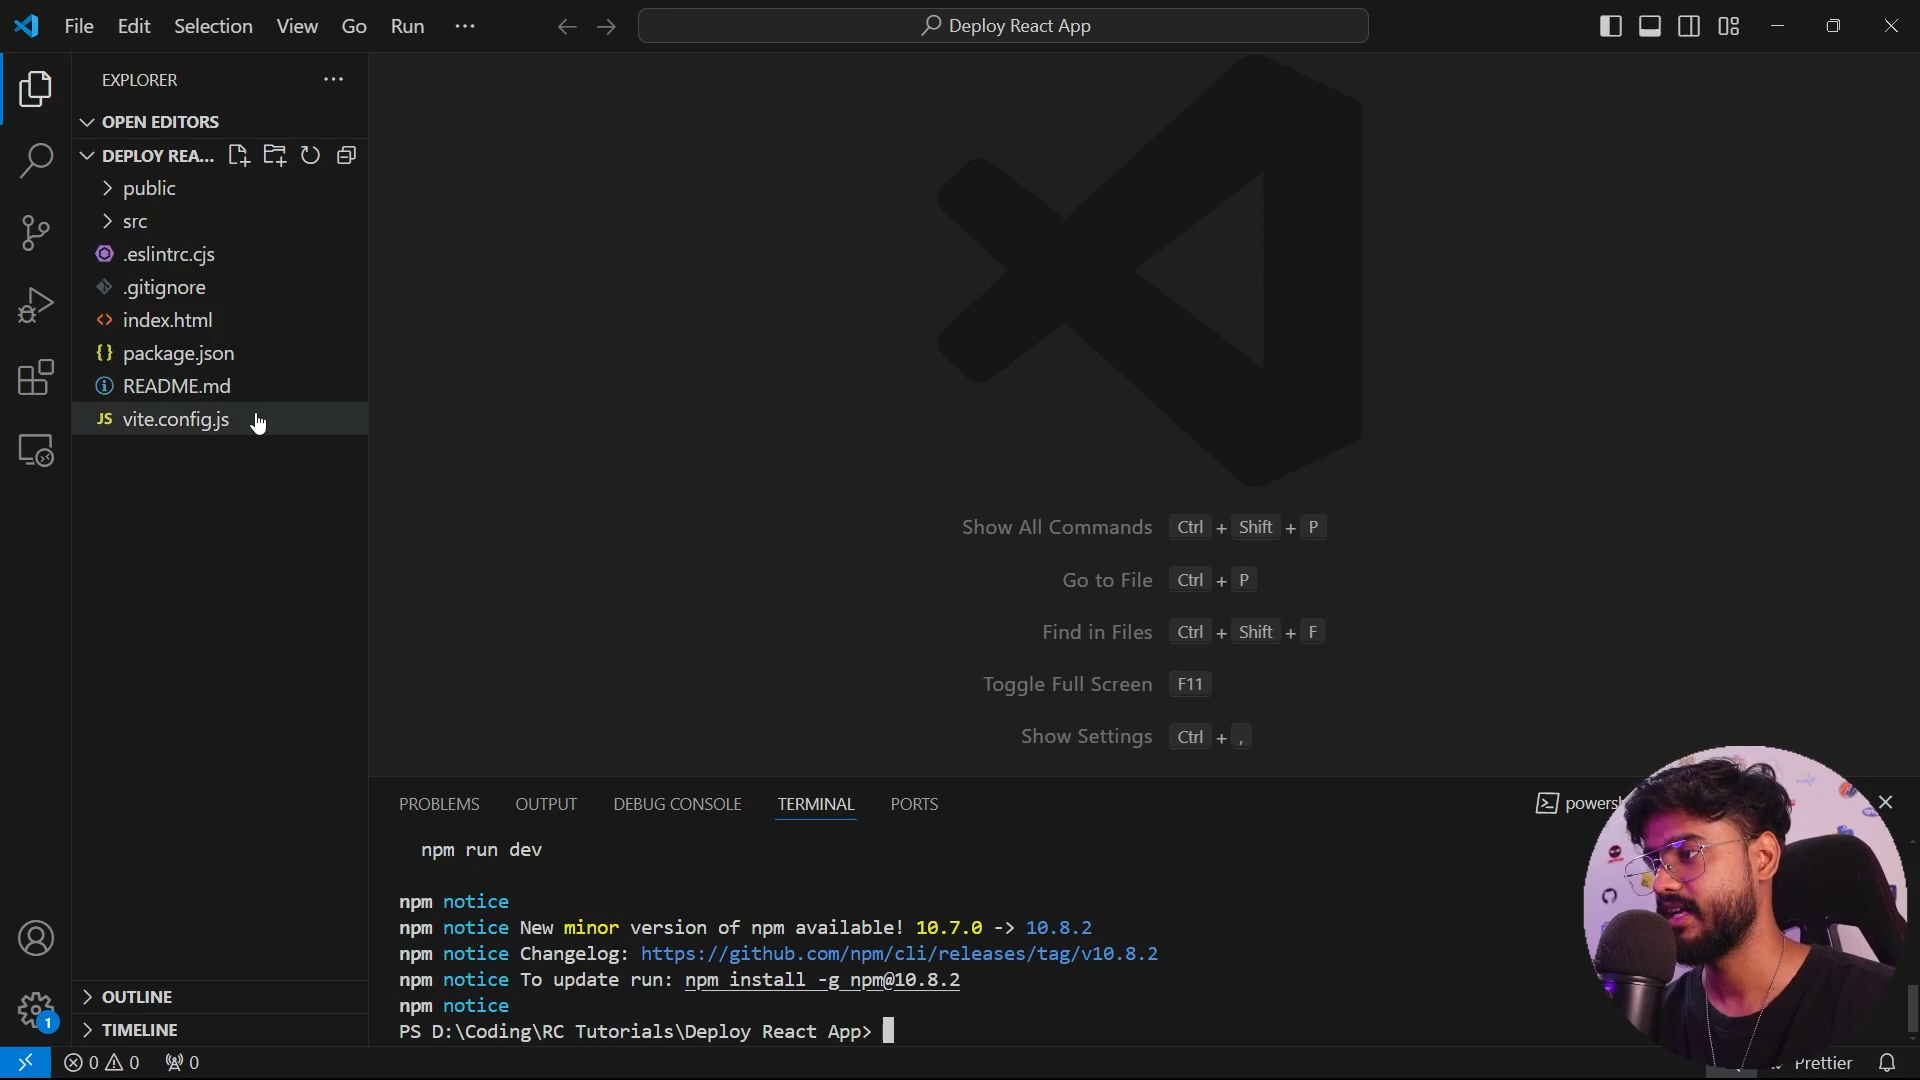 File Edit Selection View Go Run ...
Deploy React App
EXPLORER
OPEN EDITORS
DEPLOY REA...
public
src
.eslintrc.cjs
.gitignore
index.html
{} package.json
README.md
JS vite.config.js
OUTLINE
TIMELINE
1
Show All Commands Ctrl + Shift + P
Go to File Ctrl + P
Find in Files Ctrl + Shift + F
Toggle Full Screen F11
Show Settings Ctrl + ,
PROBLEMS OUTPUT DEBUG CONSOLE TERMINAL PORTS
npm run dev
npm notice
npm notice New minor version of npm available! 10.7.0 -> 10.8.2
npm notice Changelog: https://github.com/npm/cli/releases/tag/v10.8.2
npm notice To update run: npm install -g npm@10.8.2
npm notice
PS D:\Coding\RC Tutorials\Deploy React App>
0 0 0
Prettier